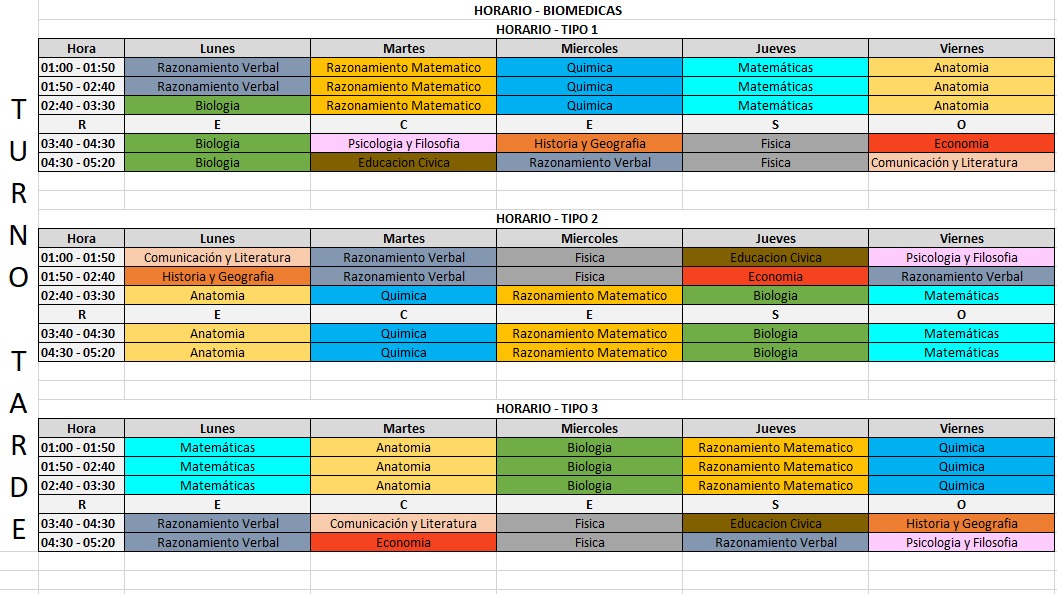 HORARIO - BIOMEDICAS
HORARIO - TIPO 1
Hora Lunes Martes Miercoles Jueves Viernes
01:00 - 01:50 Razonamiento Verbal Razonamiento Matematico Quimica Matemáticas Anatomia
01:50 - 02:40 Razonamiento Verbal Razonamiento Matematico Quimica Matemáticas Anatomia
02:40 - 03:30 Biologia Razonamiento Matematico Quimica Matemáticas Anatomia
R E C E S O
03:40 - 04:30 Biologia Psicologia y Filosofia Historia y Geografia Fisica Economia
04:30 - 05:20 Biologia Educacion Civica Razonamiento Verbal Fisica Comunicación y Literatura
HORARIO - TIPO 2
Hora Lunes Martes Miercoles Jueves Viernes
01:00 - 01:50 Comunicación y Literatura Razonamiento Verbal Fisica Educacion Civica Psicologia y Filosofia
01:50 - 02:40 Historia y Geografia Razonamiento Verbal Fisica Economia Razonamiento Verbal
02:40 - 03:30 Anatomia Quimica Razonamiento Matematico Biologia Matemáticas
R E C E S O
03:40 - 04:30 Anatomia Quimica Razonamiento Matematico Biologia Matemáticas
04:30 - 05:20 Anatomia Quimica Razonamiento Matematico Biologia Matemáticas
HORARIO - TIPO 3
Hora Lunes Martes Miercoles Jueves Viernes
01:00 - 01:50 Matemáticas Anatomia Biologia Razonamiento Matematico Quimica
01:50 - 02:40 Matemáticas Anatomia Biologia Razonamiento Matematico Quimica
02:40 - 03:30 Matemáticas Anatomia Biologia Razonamiento Matematico Quimica
R E C E S O
03:40 - 04:30 Razonamiento Verbal Comunicación y Literatura Fisica Educacion Civica Historia y Geografia
04:30 - 05:20 Razonamiento Verbal Economia Fisica Razonamiento Verbal Psicologia y Filosofia
TURNO TARDE